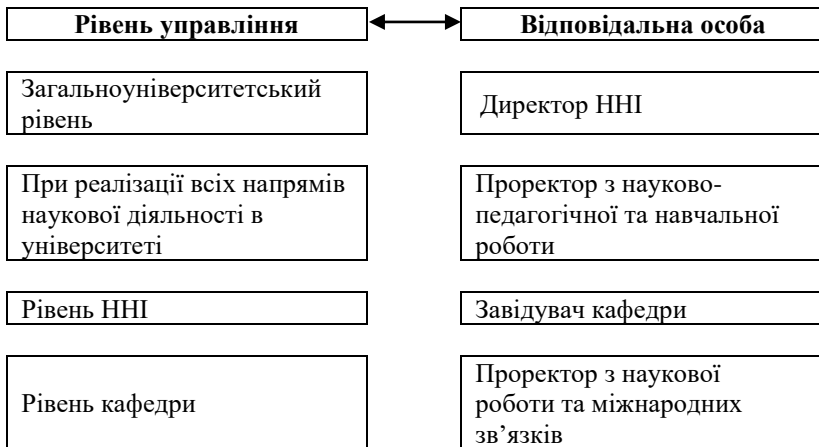 Рівень управління
Відповідальна особа
Загальноуніверситетський
рівень
Директор ННІ
При реалізації всіх напрямів
наукової діяльності в
університеті
Проректор з науково-
педагогічної та навчальної
роботи
Рівень ННІ
Завідувач кафедри
Рівень кафедри
Проректор з наукової
роботи та міжнародних
зв’язків